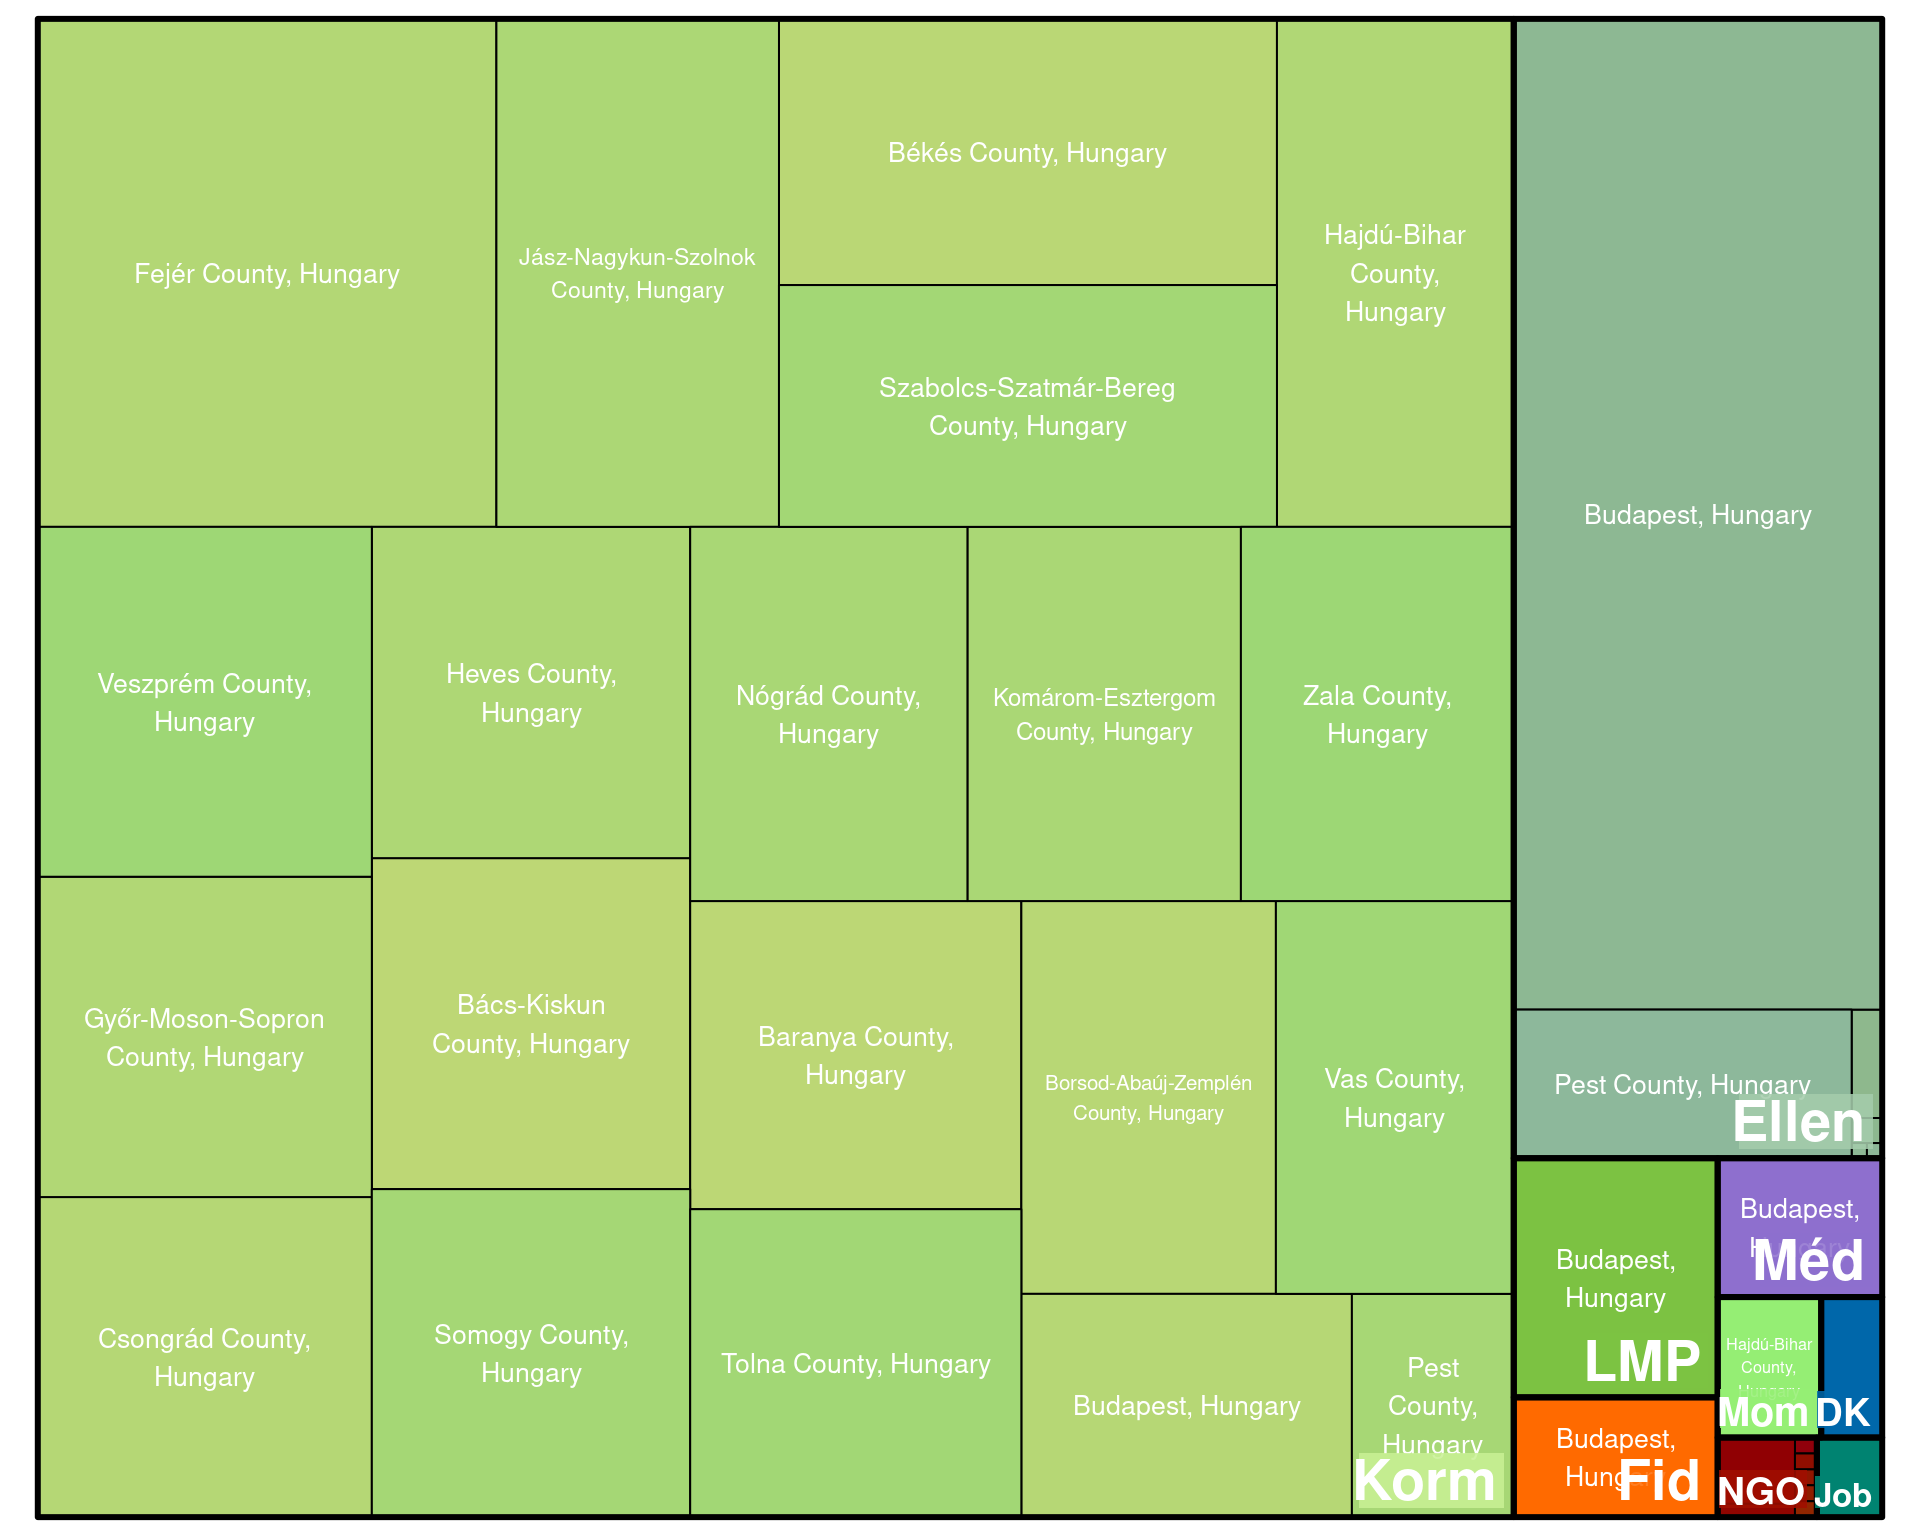 Fejér County, Hungary
Jász-Nagykun-Szolnok
County, Hungary
Békés County, Hungary
Szabolcs-Szatmár-Bereg
County, Hungary
Hajdú-Bihar
County,
Hungary
Veszprém County,
Hungary
Heves County,
Hungary
Nógrád County,
Hungary
Komárom-Esztergom
County, Hungary
Zala County,
Hungary
Győr-Moson-Sopron
County, Hungary
Bács-Kiskun
County, Hungary
Baranya County,
Hungary
Borsod-Abaúj-Zemplén
County, Hungary
Vas County,
Hungary
Csongrád County,
Hungary
Somogy County,
Hungary
Tolna County, Hungary
Budapest, Hungary
Pest
County,
Hungary
Korm
Budapest, Hungary
Pest County, Hungary
Ellen
Budapest,
Hungary
LMP
Budapest,
Hungary
Méd
Hajdú-Bihar
County,
Hungary
Mom
DK
Budapest,
Hungary
Fid
NGO
Job